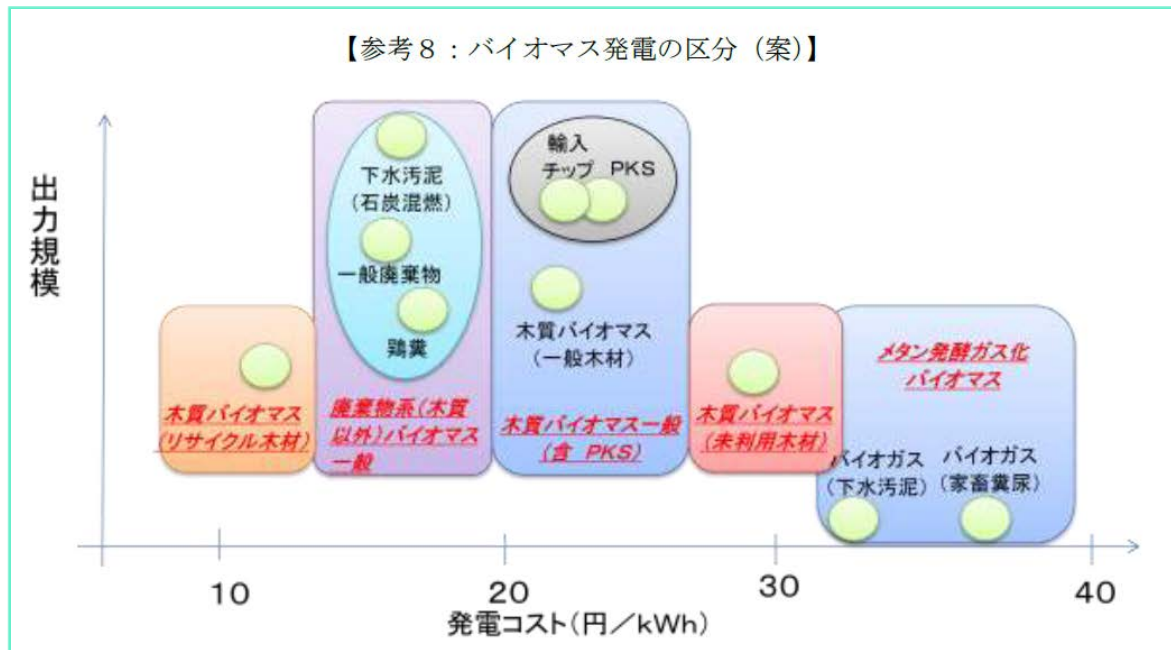 【参考8：バイオマス発電の区分（案）】
出力規模
下水汚泥
(石炭混燃)
一般廃棄物
鶏糞
輸入
チップ PKS
木質バイオマス
(一般木材)
木質バイオマス
(リサイクル木材)
廃棄物系(木質
以外)バイオマス
一般
木質バイオマス一般
(含 PKS)
木質バイオマス
(未利用木材)
メタン発酵ガス化
バイオマス
バイオガス
(下水汚泥)
バイオガス
(家畜糞尿)
10
20
30
40
発電コスト(円／kWh)